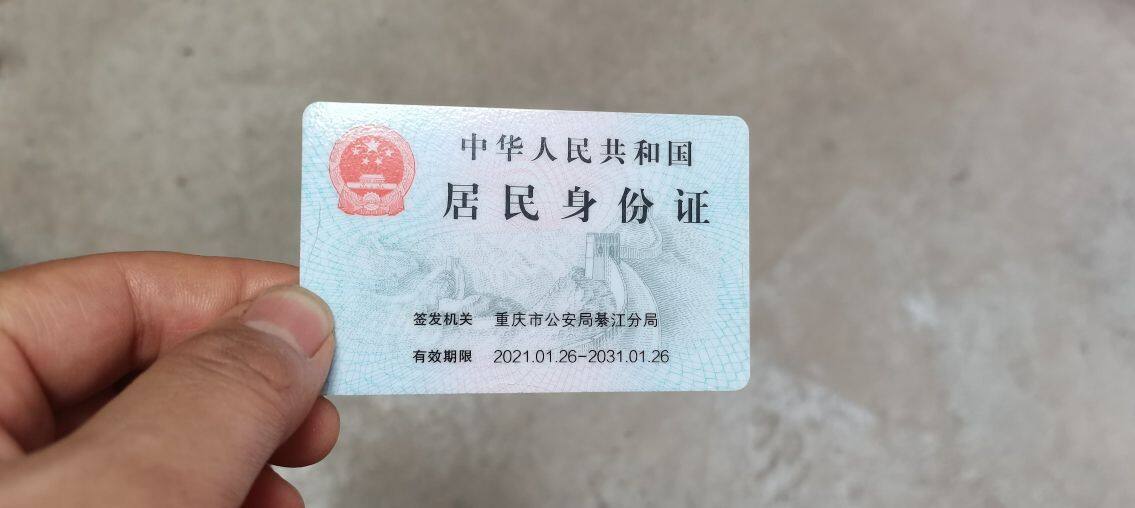 中华人民共和国
居民身份证
签发机关 重庆市公安局綦江分局
有效期限 2021.01.26-2031.01.26